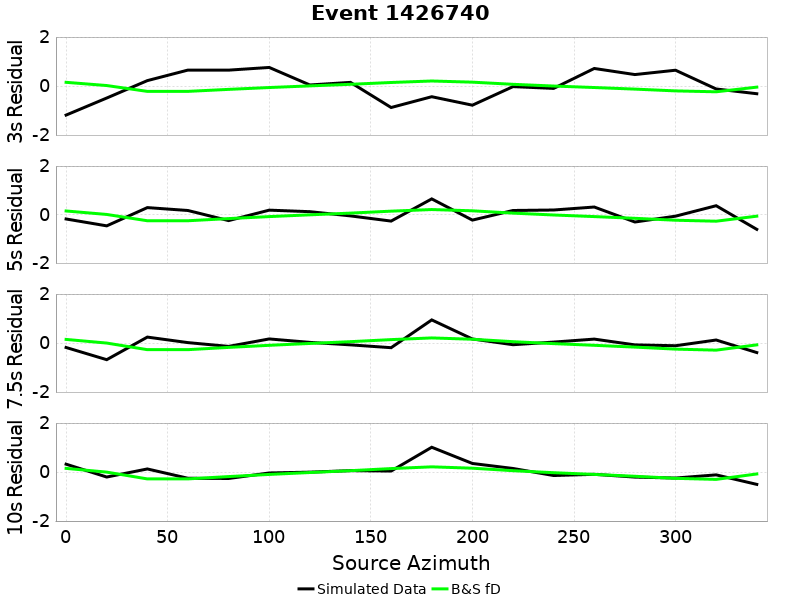 Event 1426740
3s Residual
2
0
-2
5s Residual
2
0
-2
7.5s Residual
2
0
-2
10s Residual
2
0
-2
0 50 100 150 200 250 300
Source Azimuth
Simulated Data B&S fD